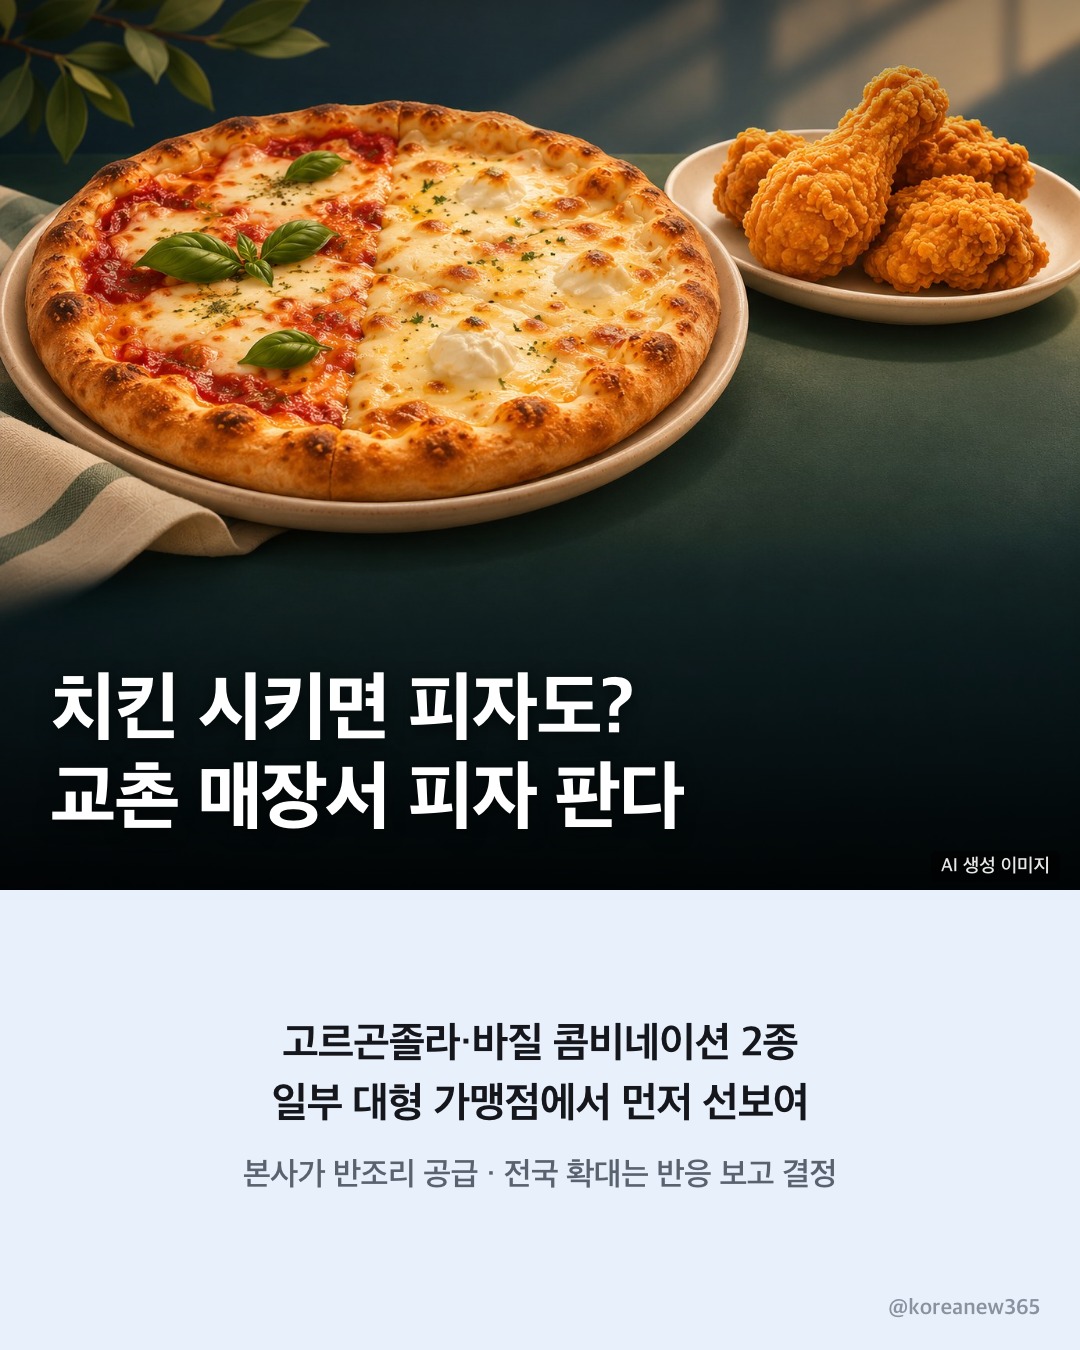 치킨 시키면 피자도?
교촌 매장서 피자 판다
AI 생성 이미지
고르곤졸라·바질 콤비네이션 2종
일부 대형 가맹점에서 먼저 선보여
본사가 반조리 공급 · 전국 확대는 반응 보고 결정
@koreanew365